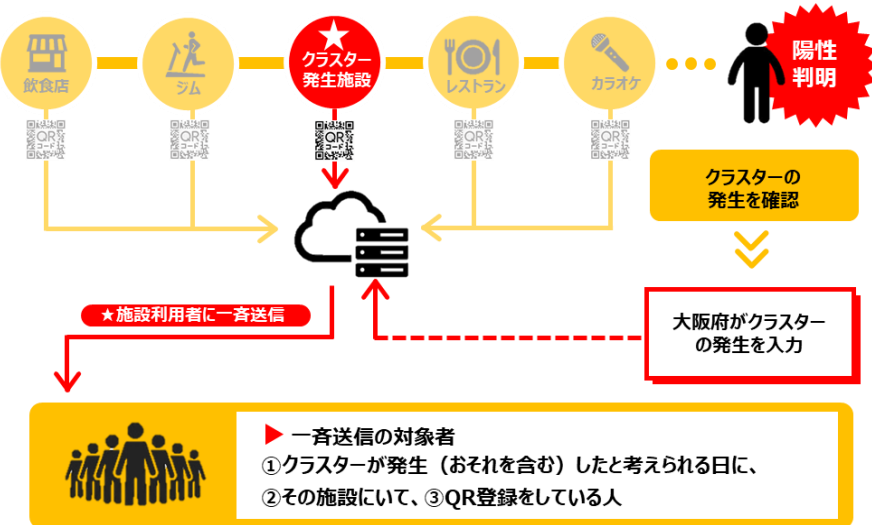 飲食店
ジム
クラスター
発生施設
レストラン
カラオケ
陽性
判明
QR
コード
QR
コード
QR
コード
QR
コード
QR
コード
クラスターの
発生を確認
★施設利用者に一斉送信
大阪府がクラスター
の発生を入力
▶ 一斉送信の対象者
①クラスターが発生（おそれを含む）したと考えられる日に、
②その施設にいて、③QR登録をしている人